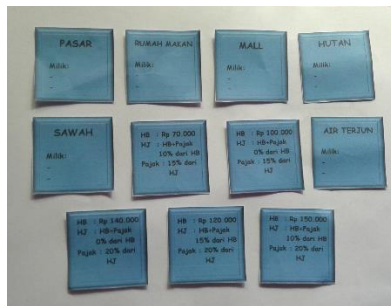 PASAR
Milik:
-
-
RUMAH MAKAN
Milik:
-
-
MALL
Milik:
-
-
HUTAN
Milik:
-
-
SAWAH
Milik:
-
-
HB : Rp 70.000
HJ : HB+Pajak
10% dari HB
Pajak : 15% dari
HJ
HB : Rp 100.000
HJ : HB+Pajak
0% dari HB
Pajak : 15% dari
HJ
AIR TERJUN
Milik:
-
-
HB : Rp 140.000
HJ : HB+Pajak
0% dari HB
Pajak : 20% dari
HJ
HB : Rp 120.000
HJ : HB+Pajak
15% dari HB
Pajak : 20% dari
HJ
HB : Rp 150.000
HJ : HB+Pajak
10% dari HB
Pajak : 20% dari
HJ